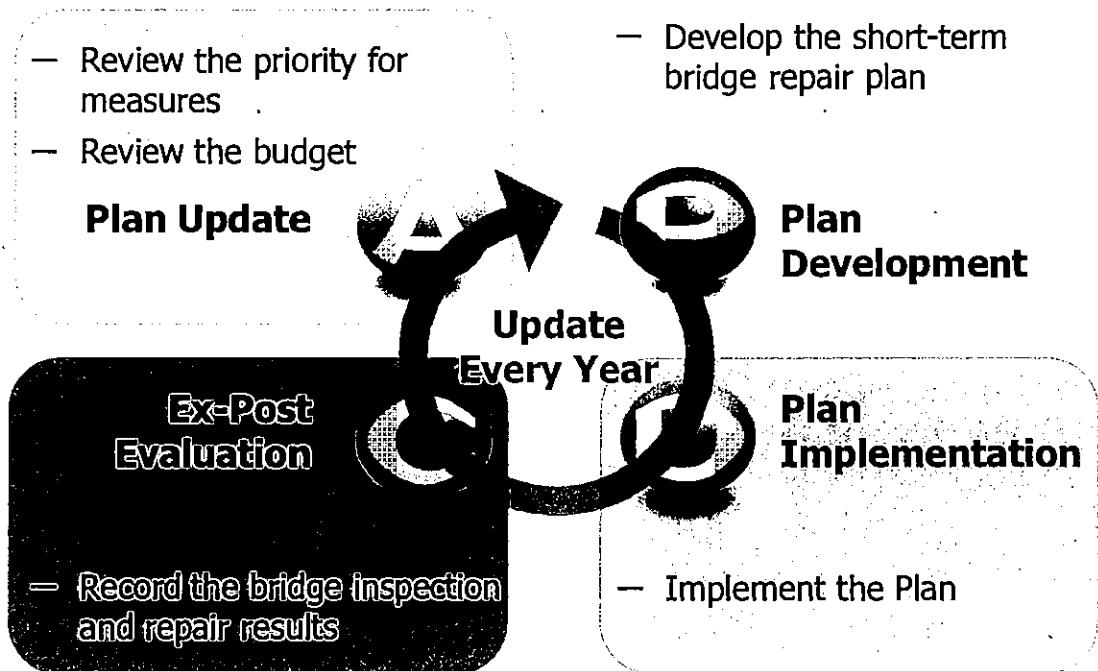 — Review the priority for
measures
— Review the budget
Plan Update
A
— Develop the short-term
bridge repair plan
P
Plan
Development
Update
Every Year
Ex-Post
Evaluation
C
— Record the bridge inspection
and repair results
D
Plan
Implementation
— Implement the Plan